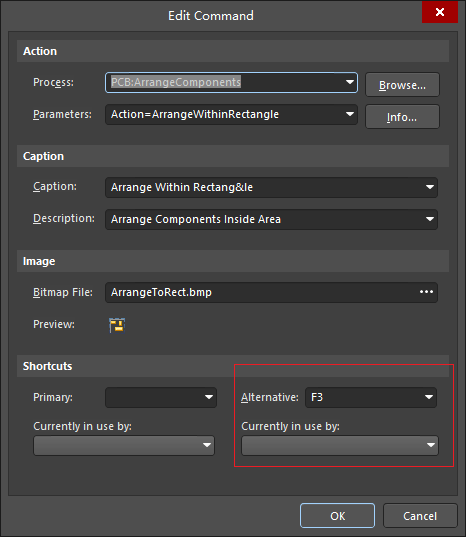 Edit Command
Action
Process: PCB:ArrangeComponents Browse...
Parameters: Action=ArrangeWithinRectangle Info...
Caption
Caption: Arrange Within Rectang&le
Description: Arrange Components Inside Area
Image
Bitmap File: ArrangeToRect.bmp ...
Preview:
Shortcuts
Primary: Alternative: F3
Currently in use by: Currently in use by:
OK Cancel